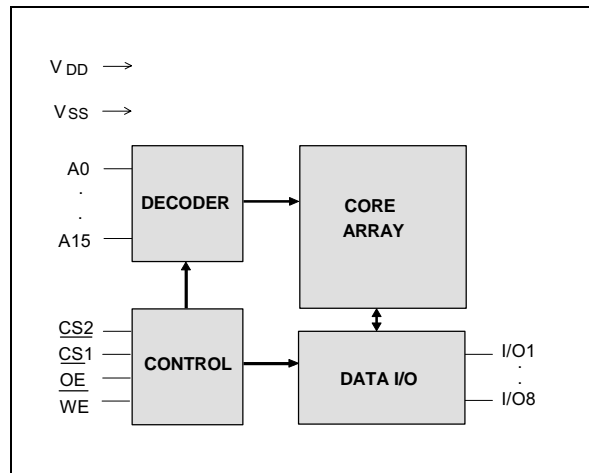 V DD
VSS
A0
.
.
A15
DECODER
CORE
ARRAY
CS2
CS1
OE
WE
CONTROL
DATA I/O
I/O1
.
.
I/O8